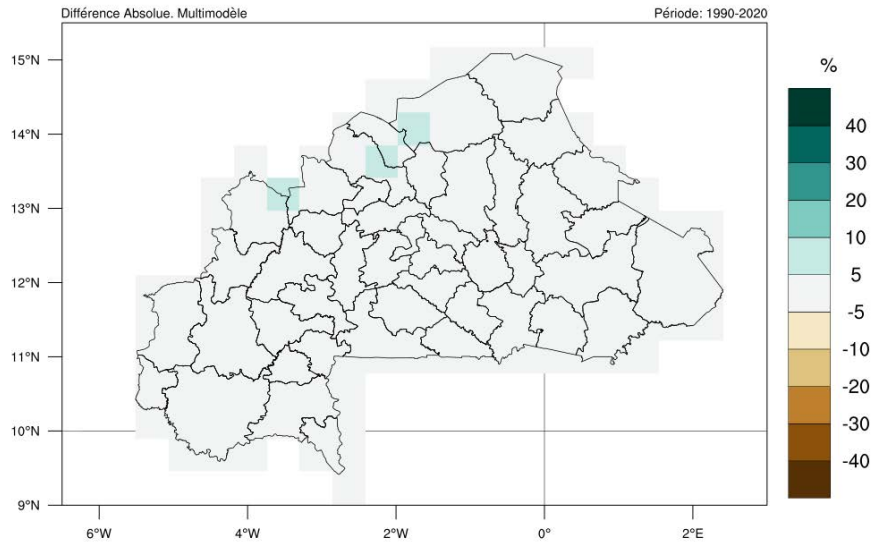 Différence Absolue. Multimodèle
Période: 1990-2020
15°N
14°N
13°N
12°N
11°N
10°N
9°N
6°W
4°W
2°W
0°
2°E
%
40
30
20
10
5
-5
-10
-20
-30
-40